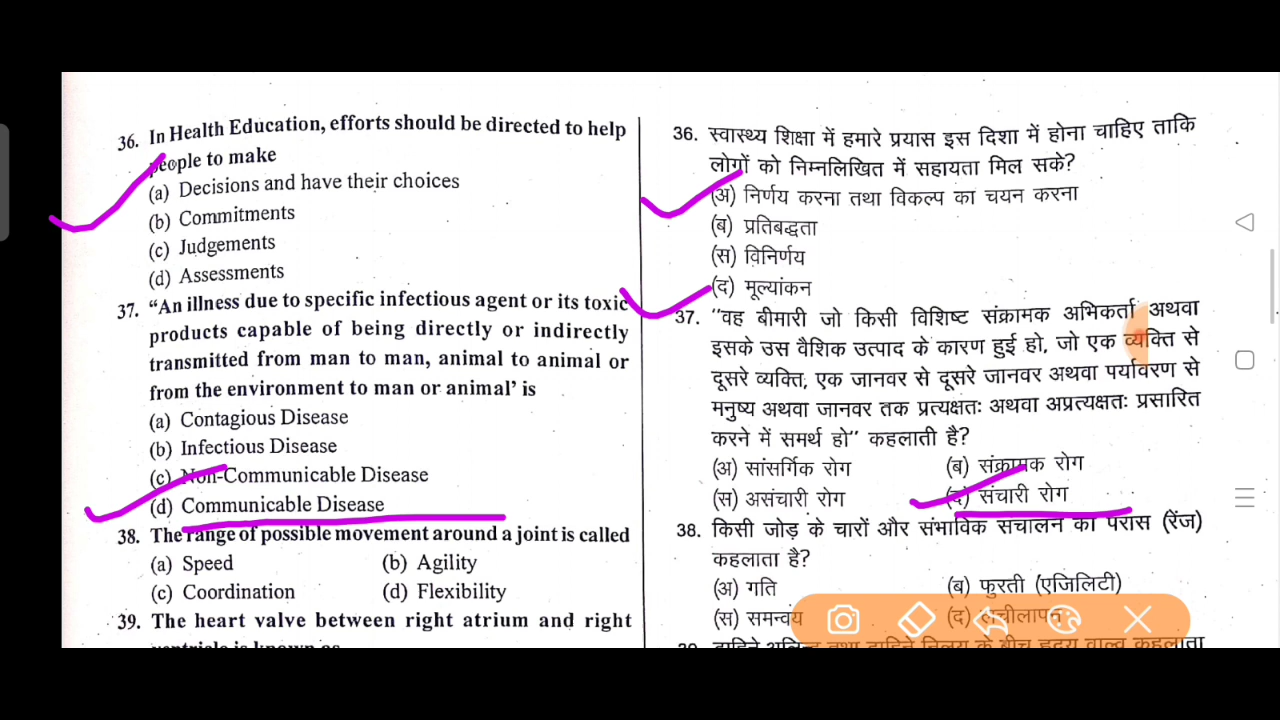 36. In Health Education, efforts should be directed to help
people to make
(a) Decisions and have their choices
(b) Commitments
(c) Judgements
(d) Assessments
37. “An illness due to specific infectious agent or its toxic
products capable of being directly or indirectly
transmitted from man to man, animal to animal or
from the environment to man or animal’ is
(a) Contagious Disease
(b) Infectious Disease
(c) Non-Communicable Disease
(d) Communicable Disease
38. The range of possible movement around a joint is called
(a) Speed (b) Agility
(c) Coordination (d) Flexibility
39. The heart valve between right atrium and right
36. स्वास्थ्य शिक्षा में हमारे प्रयास इस दिशा में होना चाहिए ताकि
लोगों को निम्नलिखित में सहायता मिल सके?
(अ) निर्णय करना तथा विकल्प का चयन करना
(ब) प्रतिबद्धता
(स) विनिर्णय
(द) मूल्यांकन
37. ‘‘वह बीमारी जो किसी विशिष्ट संक्रामक अभिकर्ता अथवा
इसके उस वैशिक उत्पाद के कारण हुई हो, जो एक व्यक्ति से
दूसरे व्यक्ति, एक जानवर से दूसरे जानवर अथवा पर्यावरण से
मनुष्य अथवा जानवर तक प्रत्यक्षतः अथवा अप्रत्यक्षतः प्रसारित
करने में समर्थ हो’’ कहलाती है?
(अ) सांसर्गिक रोग (ब) संक्रामक रोग
(स) असंचारी रोग (द) संचारी रोग
38. किसी जोड़ के चारों और संभाविक संचालन का परास (रेंज)
कहलाता है?
(अ) गति (ब) फुरती (एजिलिटी)
(स) समन्वय (द) लचीलापन